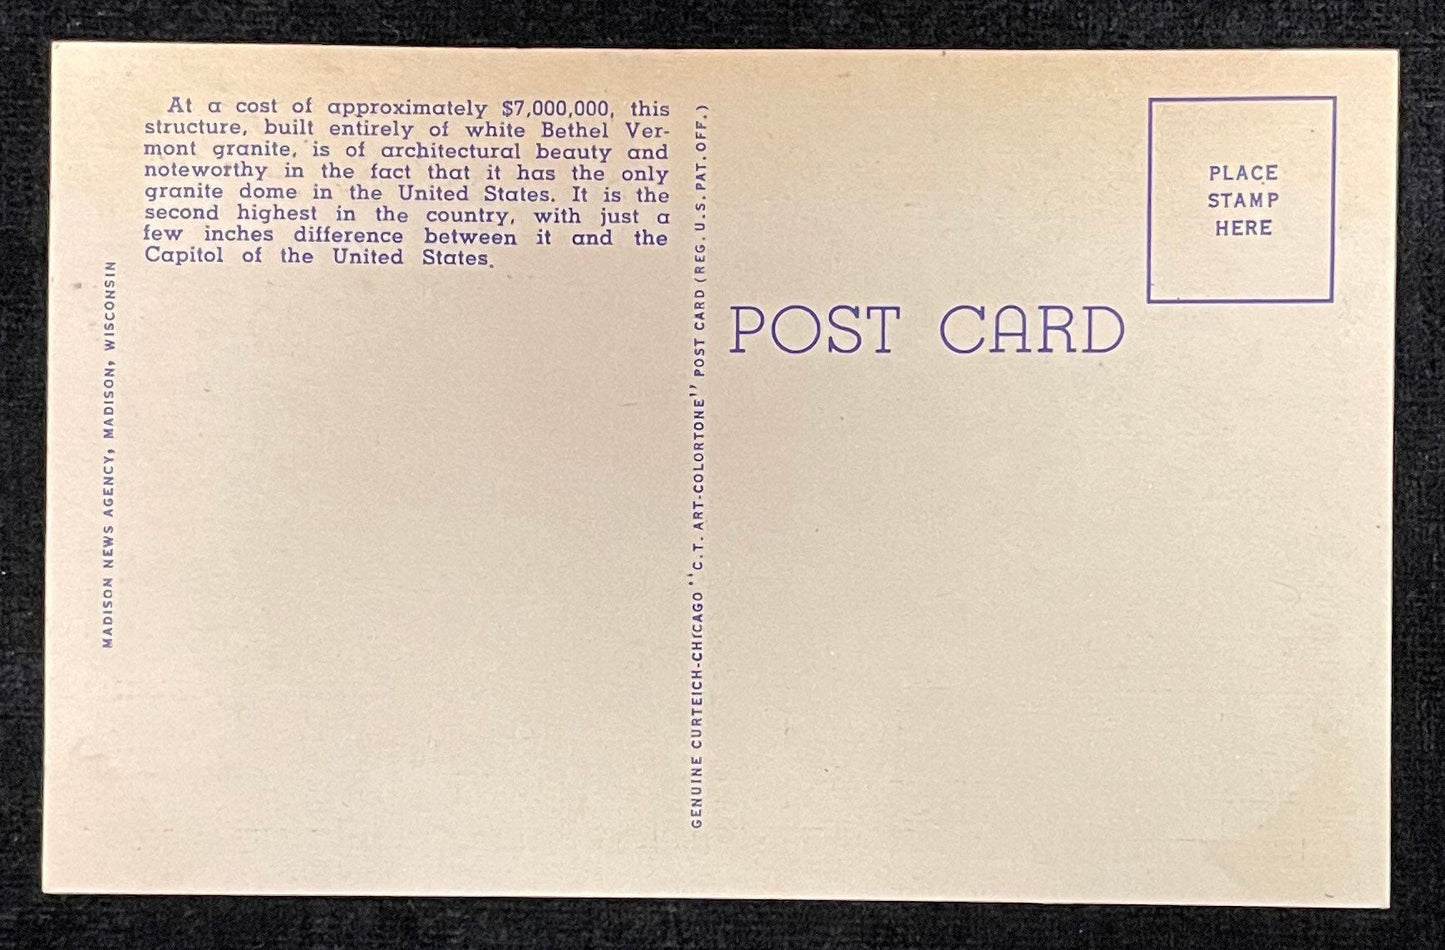 At a cost of approximately $7,000,000, this
structure, built entirely of white Bethel Ver-
mont granite, is of architectural beauty and
noteworthy in the fact that it has the only
granite dome in the United States. It is the
second highest in the country, with just a
few inches difference between it and the
Capitol of the United States.
MADISON NEWS AGENCY, MADISON, WISCONSIN
GENUINE CURTEICH-CHICAGO "C.T. ART-COLORTONE" POST CARD (REG. U.S. PAT. OFF.)
POST CARD
PLACE
STAMP
HERE